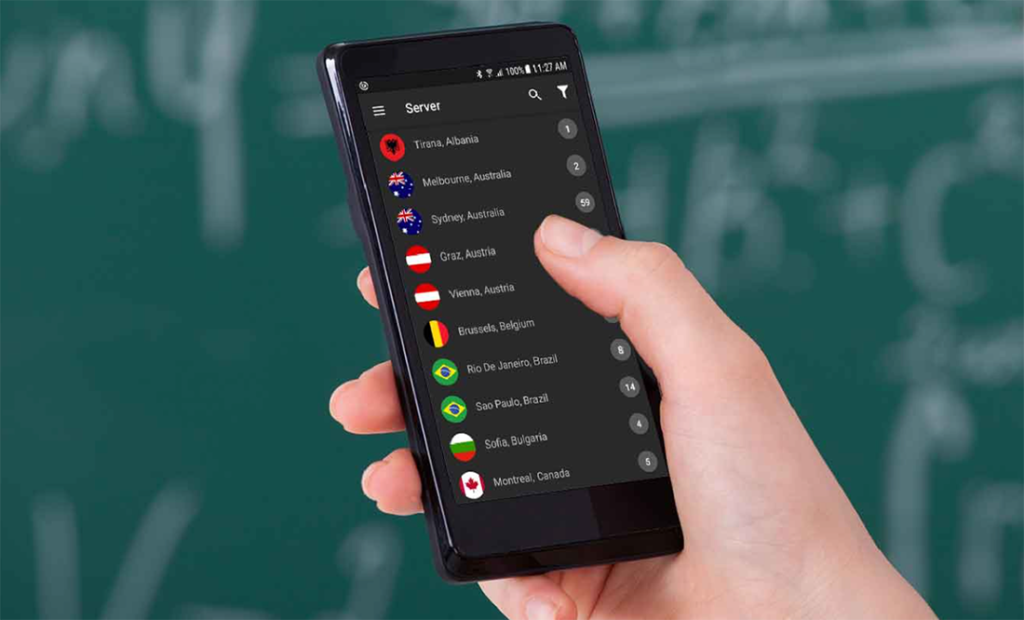 100% 11:27 AM
Server
Tirana, Albania 1
Melbourne, Australia 2
Sydney, Australia 59
Graz, Austria
Vienna, Austria
Brussels, Belgium
Rio De Janeiro, Brazil 8
Sao Paulo, Brazil 14
Sofia, Bulgaria 4
Montreal, Canada 5